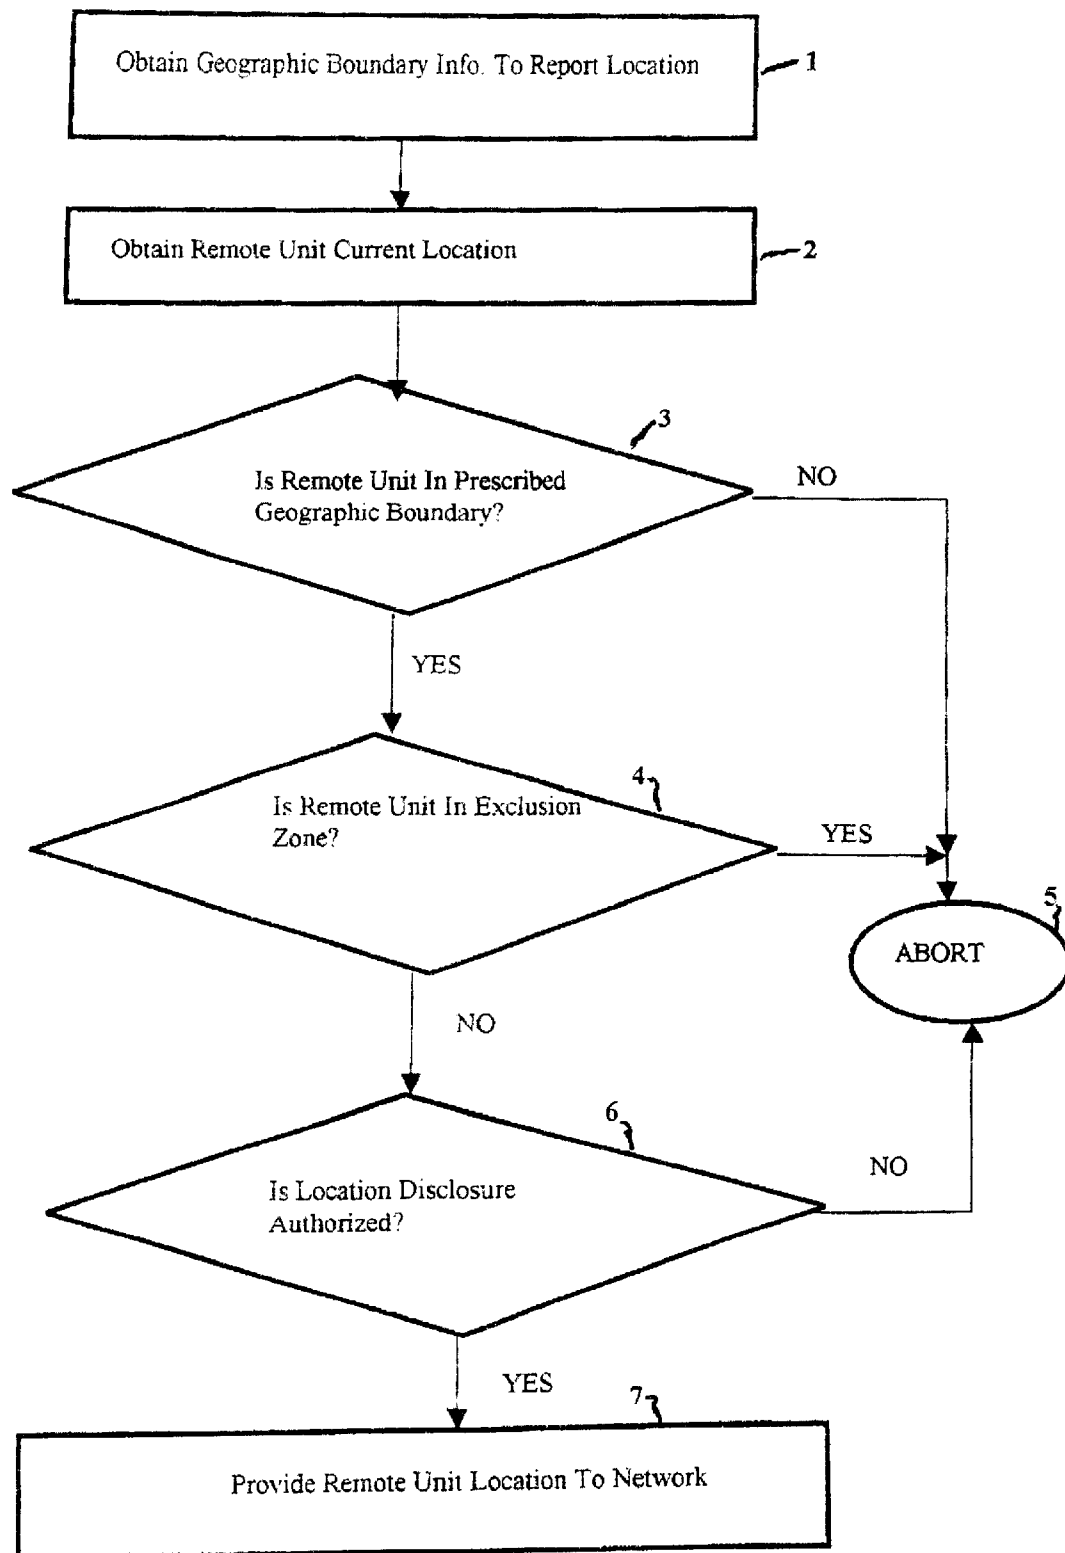 Obtain Geographic Boundary Info. To Report Location
1
Obtain Remote Unit Current Location
2
3
Is Remote Unit In Prescribed
Geographic Boundary?
NO
YES
4
Is Remote Unit In Exclusion
Zone?
YES
5
ABORT
NO
6
Is Location Disclosure
Authorized?
NO
YES
7
Provide Remote Unit Location To Network